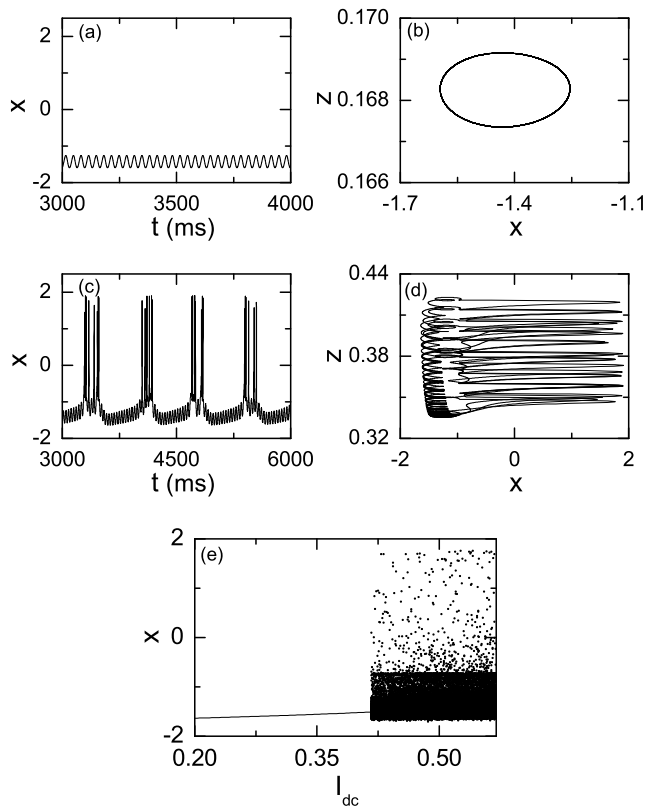 (a)
2
0
-2
x
3000
3500
4000
t (ms)
(b)
0.170
0.168
0.166
z
-1.7
-1.4
-1.1
x
(c)
2
0
-2
x
3000
4500
6000
t (ms)
(d)
0.44
0.38
0.32
z
-2
0
2
x
(e)
2
0
-2
x
0.20
0.35
0.50
I_dc